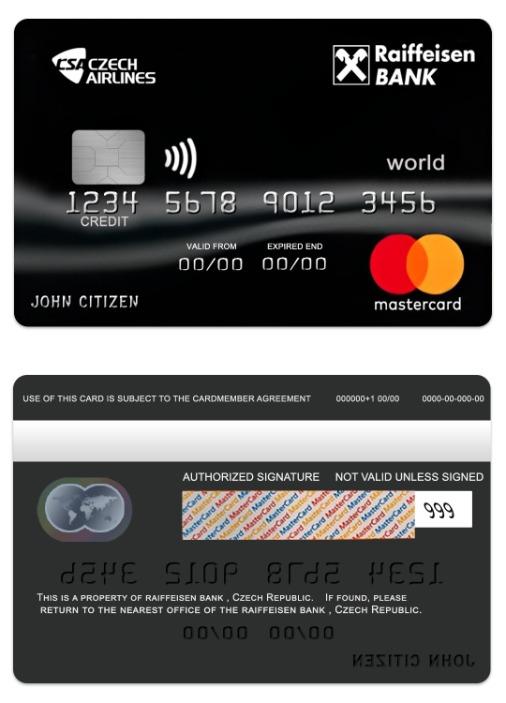 CSA CZECH AIRLINES
Raiffeisen BANK
world
1234 5678 9012 3456
CREDIT
VALID FROM EXPIRED END
00/00 00/00
JOHN CITIZEN
mastercard
USE OF THIS CARD IS SUBJECT TO THE CARDMEMBER AGREEMENT 000000+1 00/00 0000-00-000-00
AUTHORIZED SIGNATURE NOT VALID UNLESS SIGNED
MasterCard MasterCard MasterCard MasterCard
999
1234 5678 9012 3456
THIS IS A PROPERTY OF RAIFFEISEN BANK , CZECH REPUBLIC. IF FOUND, PLEASE
RETURN TO THE NEAREST OFFICE OF THE RAIFFEISEN BANK , CZECH REPUBLIC.
00/00 00/00
JOHN CITIZEN